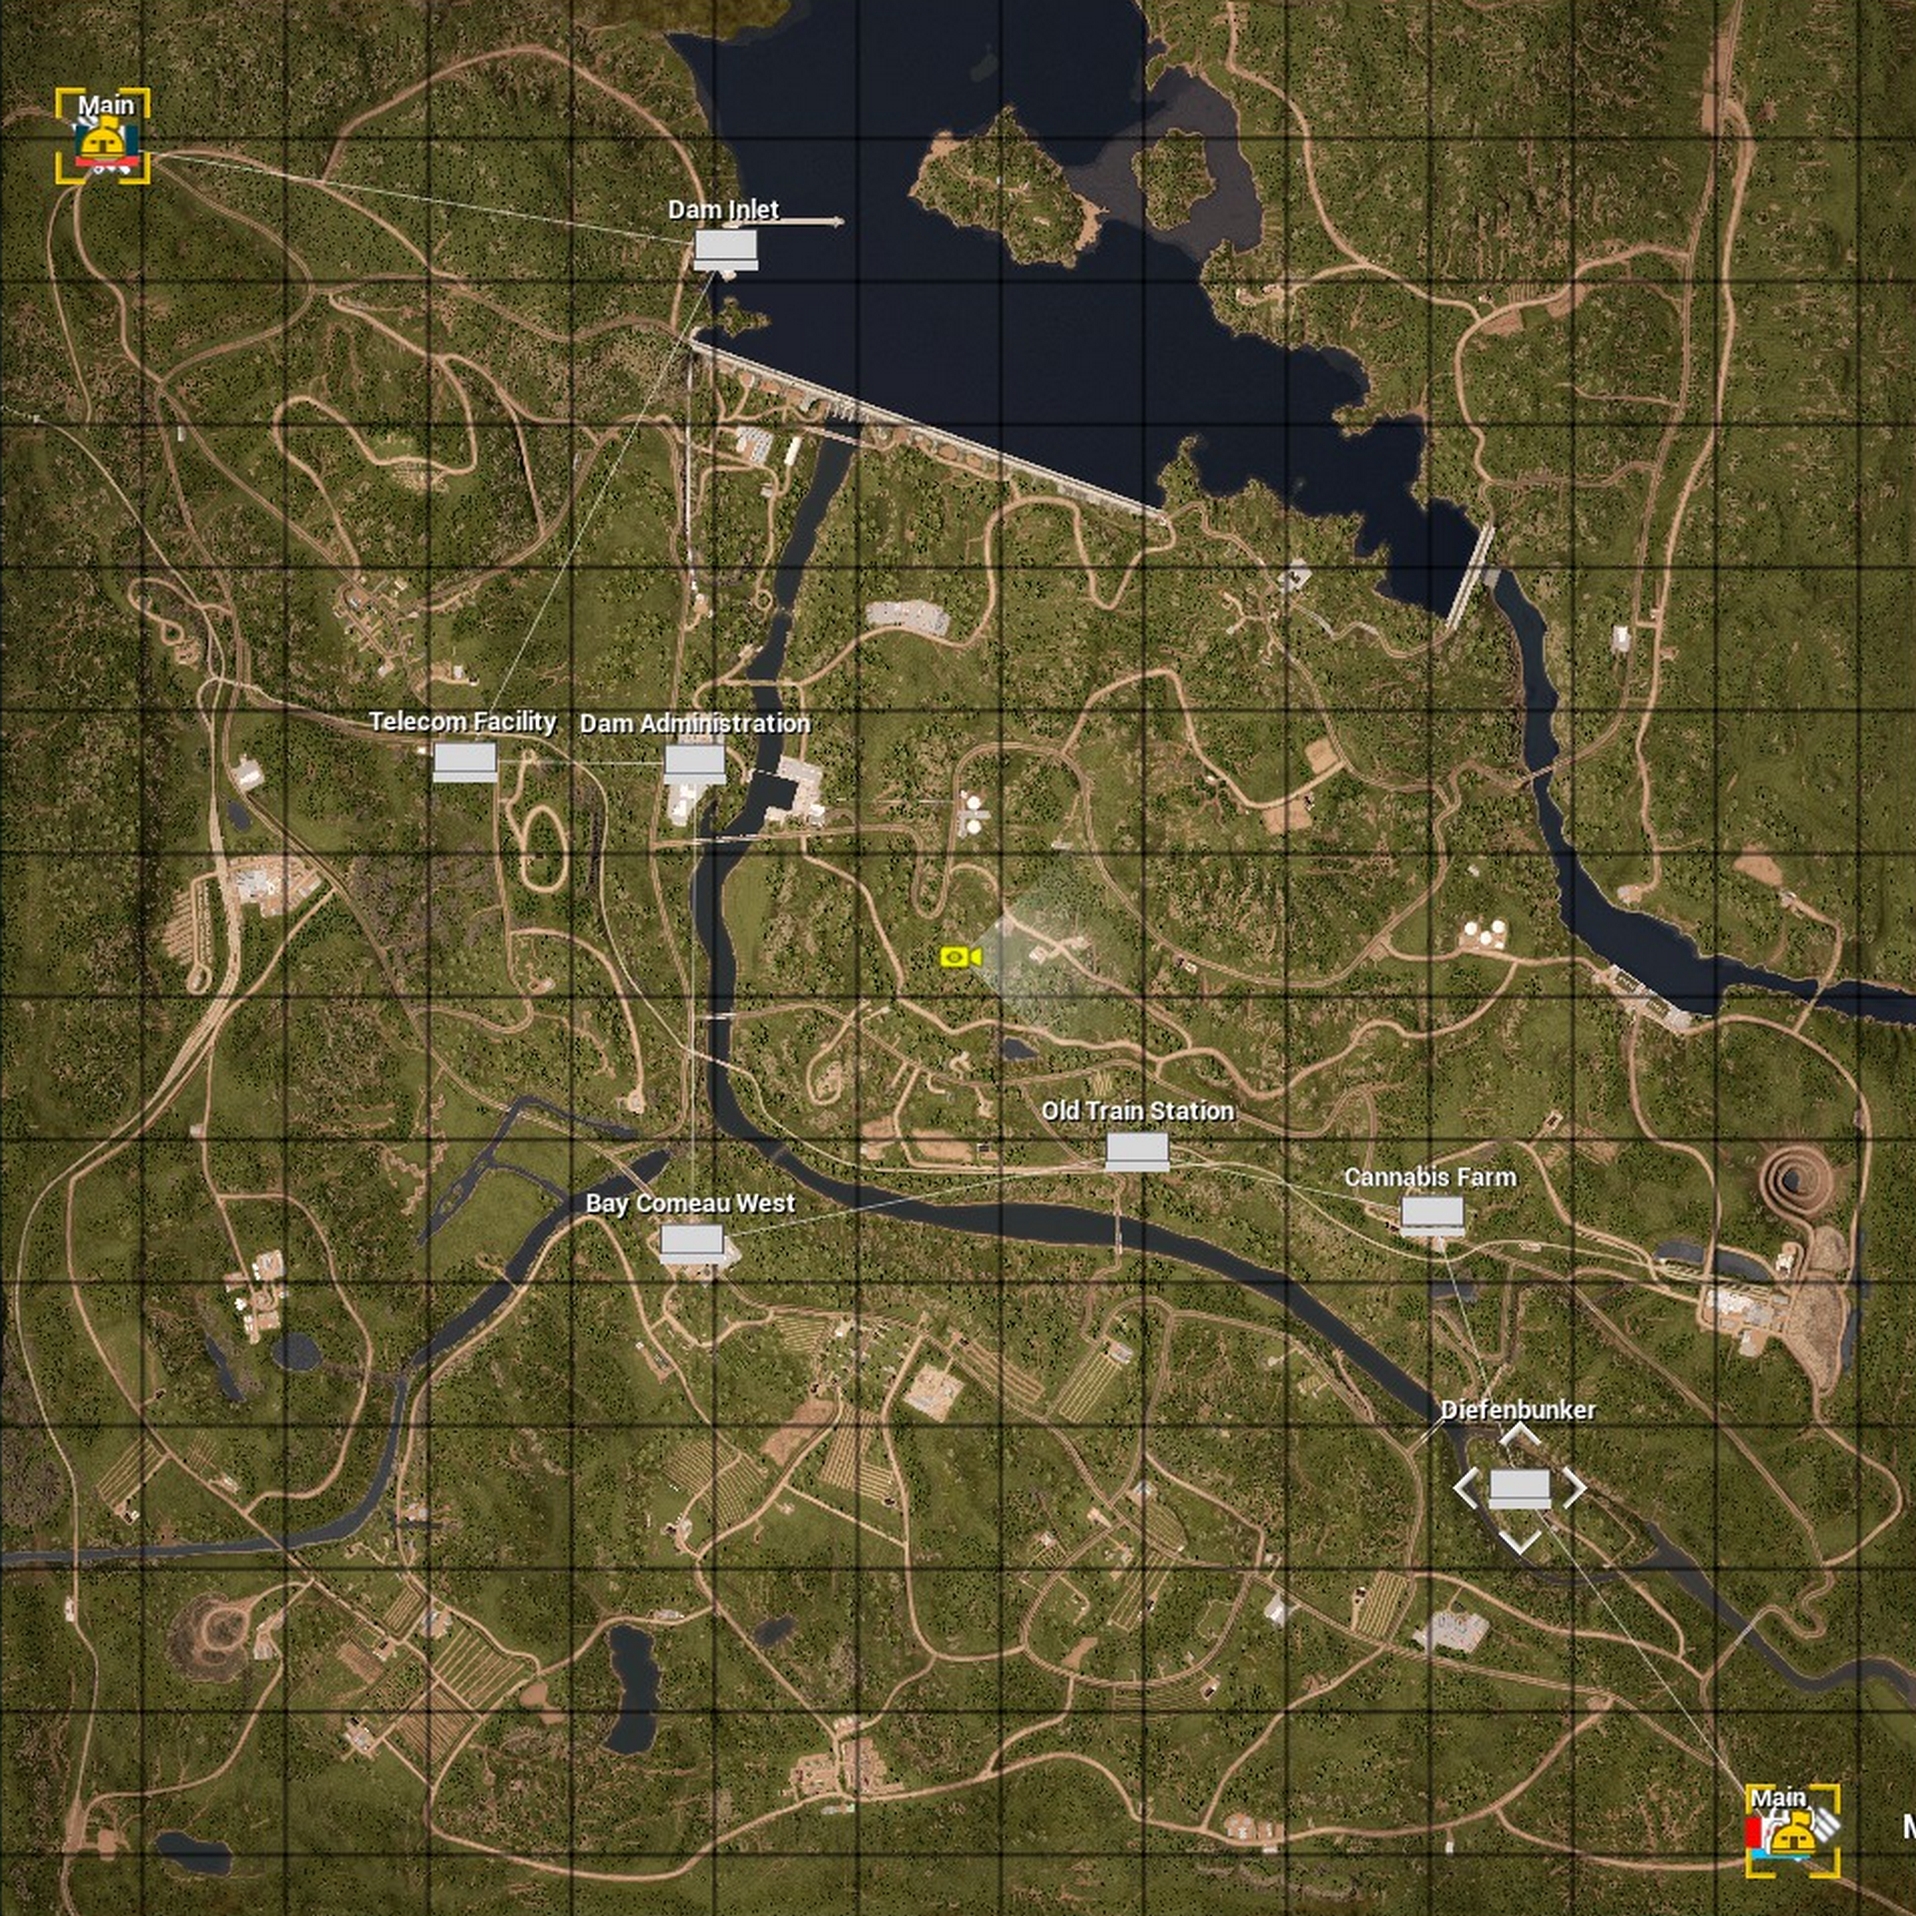 Main
Dam Inlet
Telecom Facility
Dam Administration
Old Train Station
Cannabis Farm
Bay Comeau West
Diefenbunker
Main
M